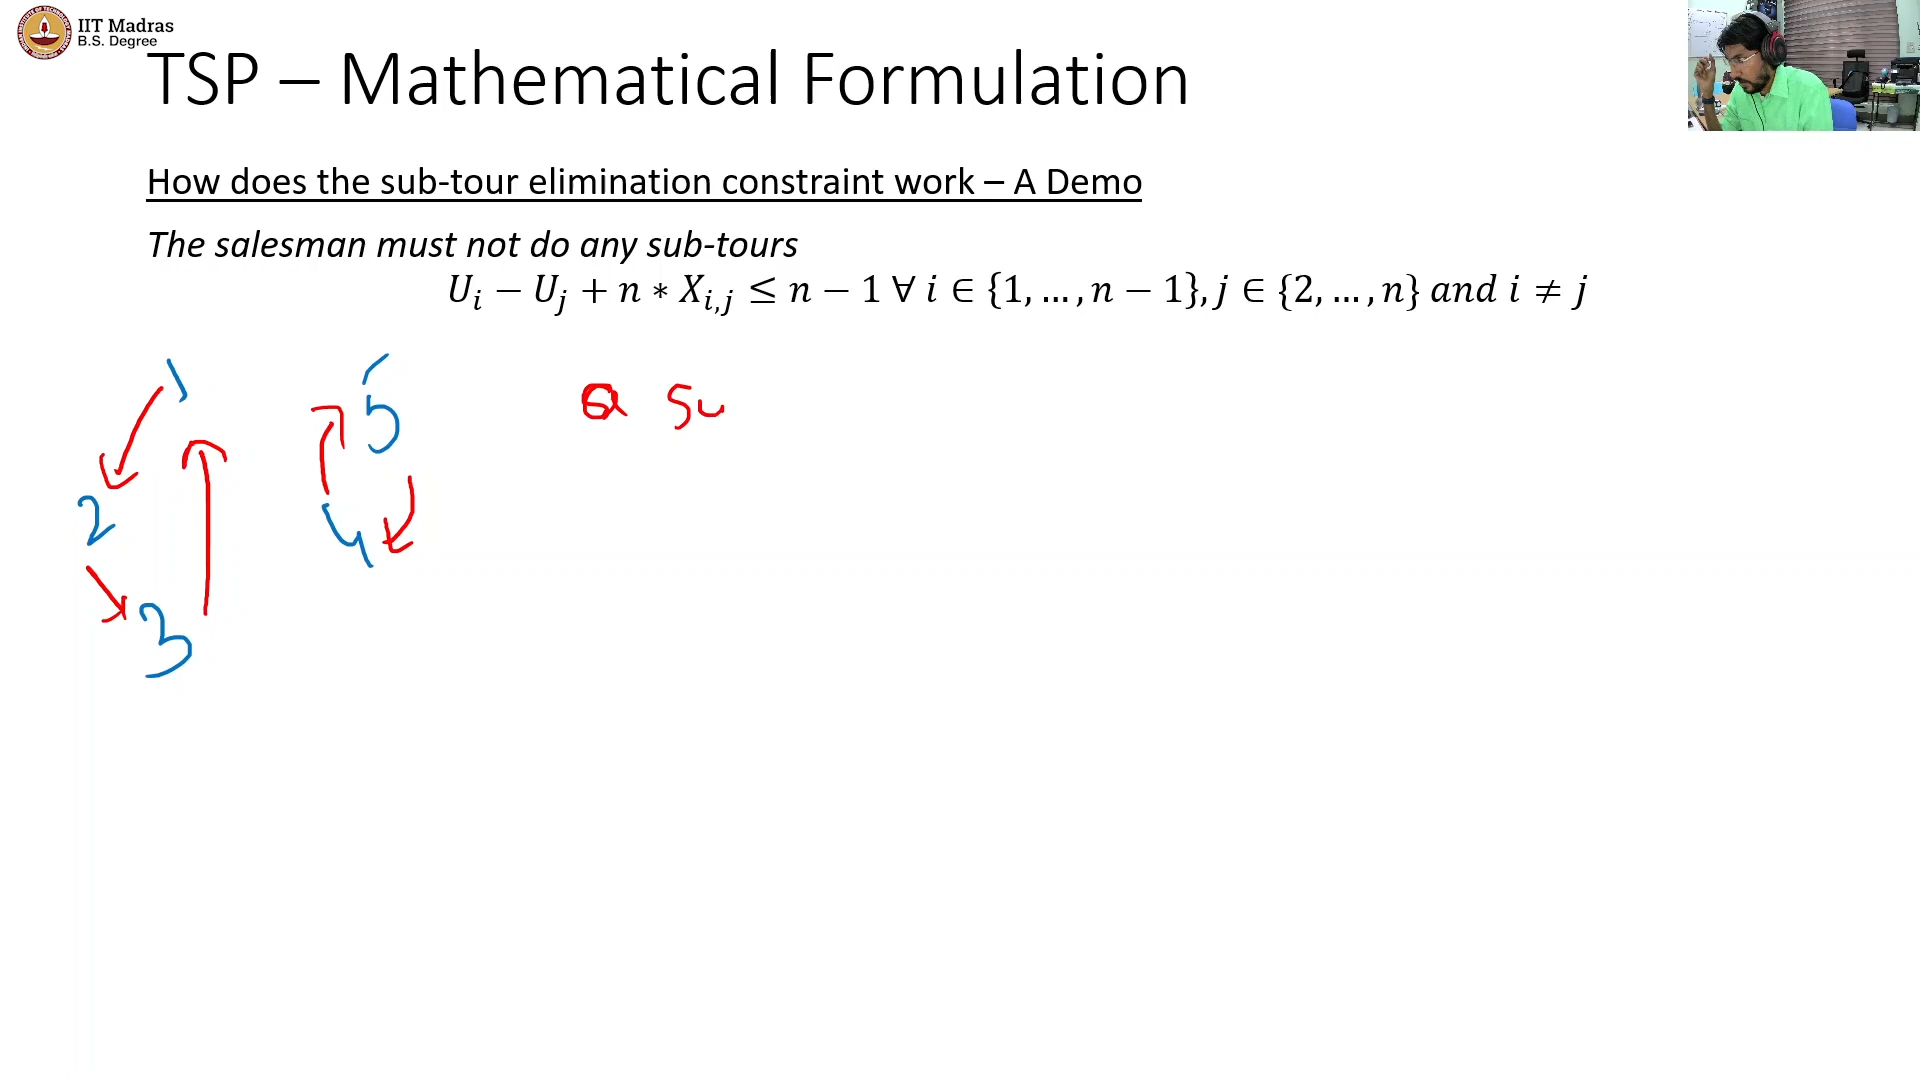 IIT Madras
B.S. Degree
TSP – Mathematical Formulation
How does the sub-tour elimination constraint work – A Demo
The salesman must not do any sub-tours
U_i − U_j + n ∗ X_{i,j} ≤ n − 1 ∀ i ∈ {1, … , n − 1}, j ∈ {2, … , n} and i ≠ j
1 5
2 4
3
Su